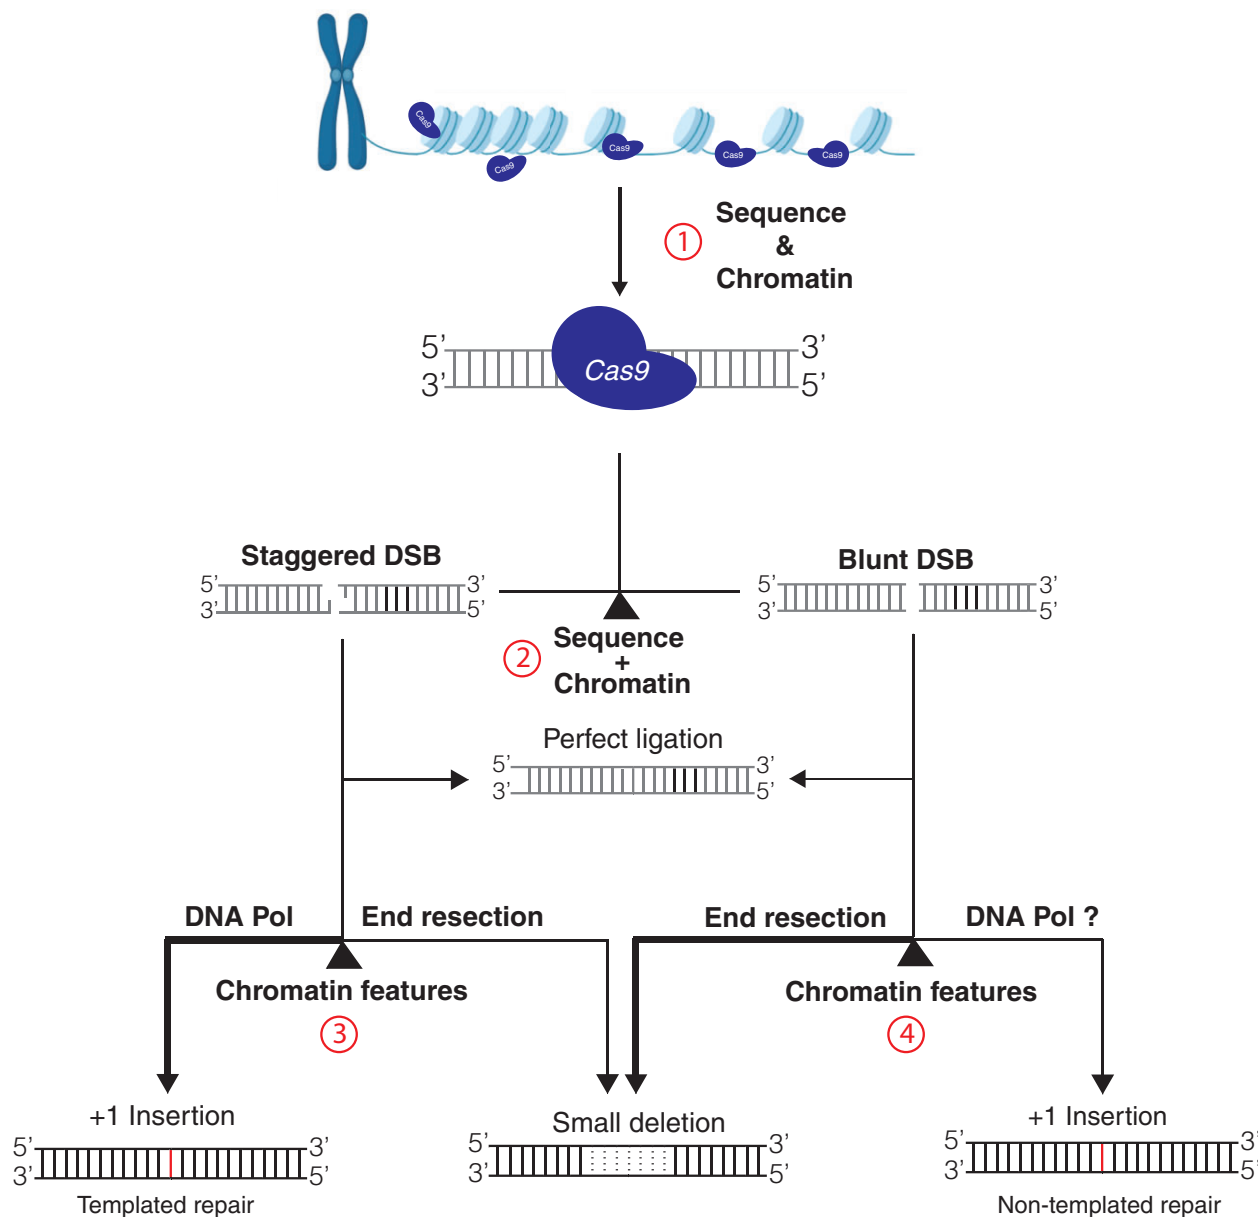 Cas9
Cas9
Cas9
Cas9
Cas9
1
Sequence
&
Chromatin
5’ 3’
Cas9
3’ 5’
Staggered DSB
5’ 3’
3’ 5’
Blunt DSB
5’ 3’
3’ 5’
2
Sequence
+
Chromatin
Perfect ligation
5’ 3’
3’ 5’
DNA Pol
End resection
Chromatin features
3
End resection
DNA Pol ?
Chromatin features
4
+1 Insertion
5’ 3’
3’ 5’
Templated repair
Small deletion
5’ 3’
3’ 5’
+1 Insertion
5’ 3’
3’ 5’
Non-templated repair